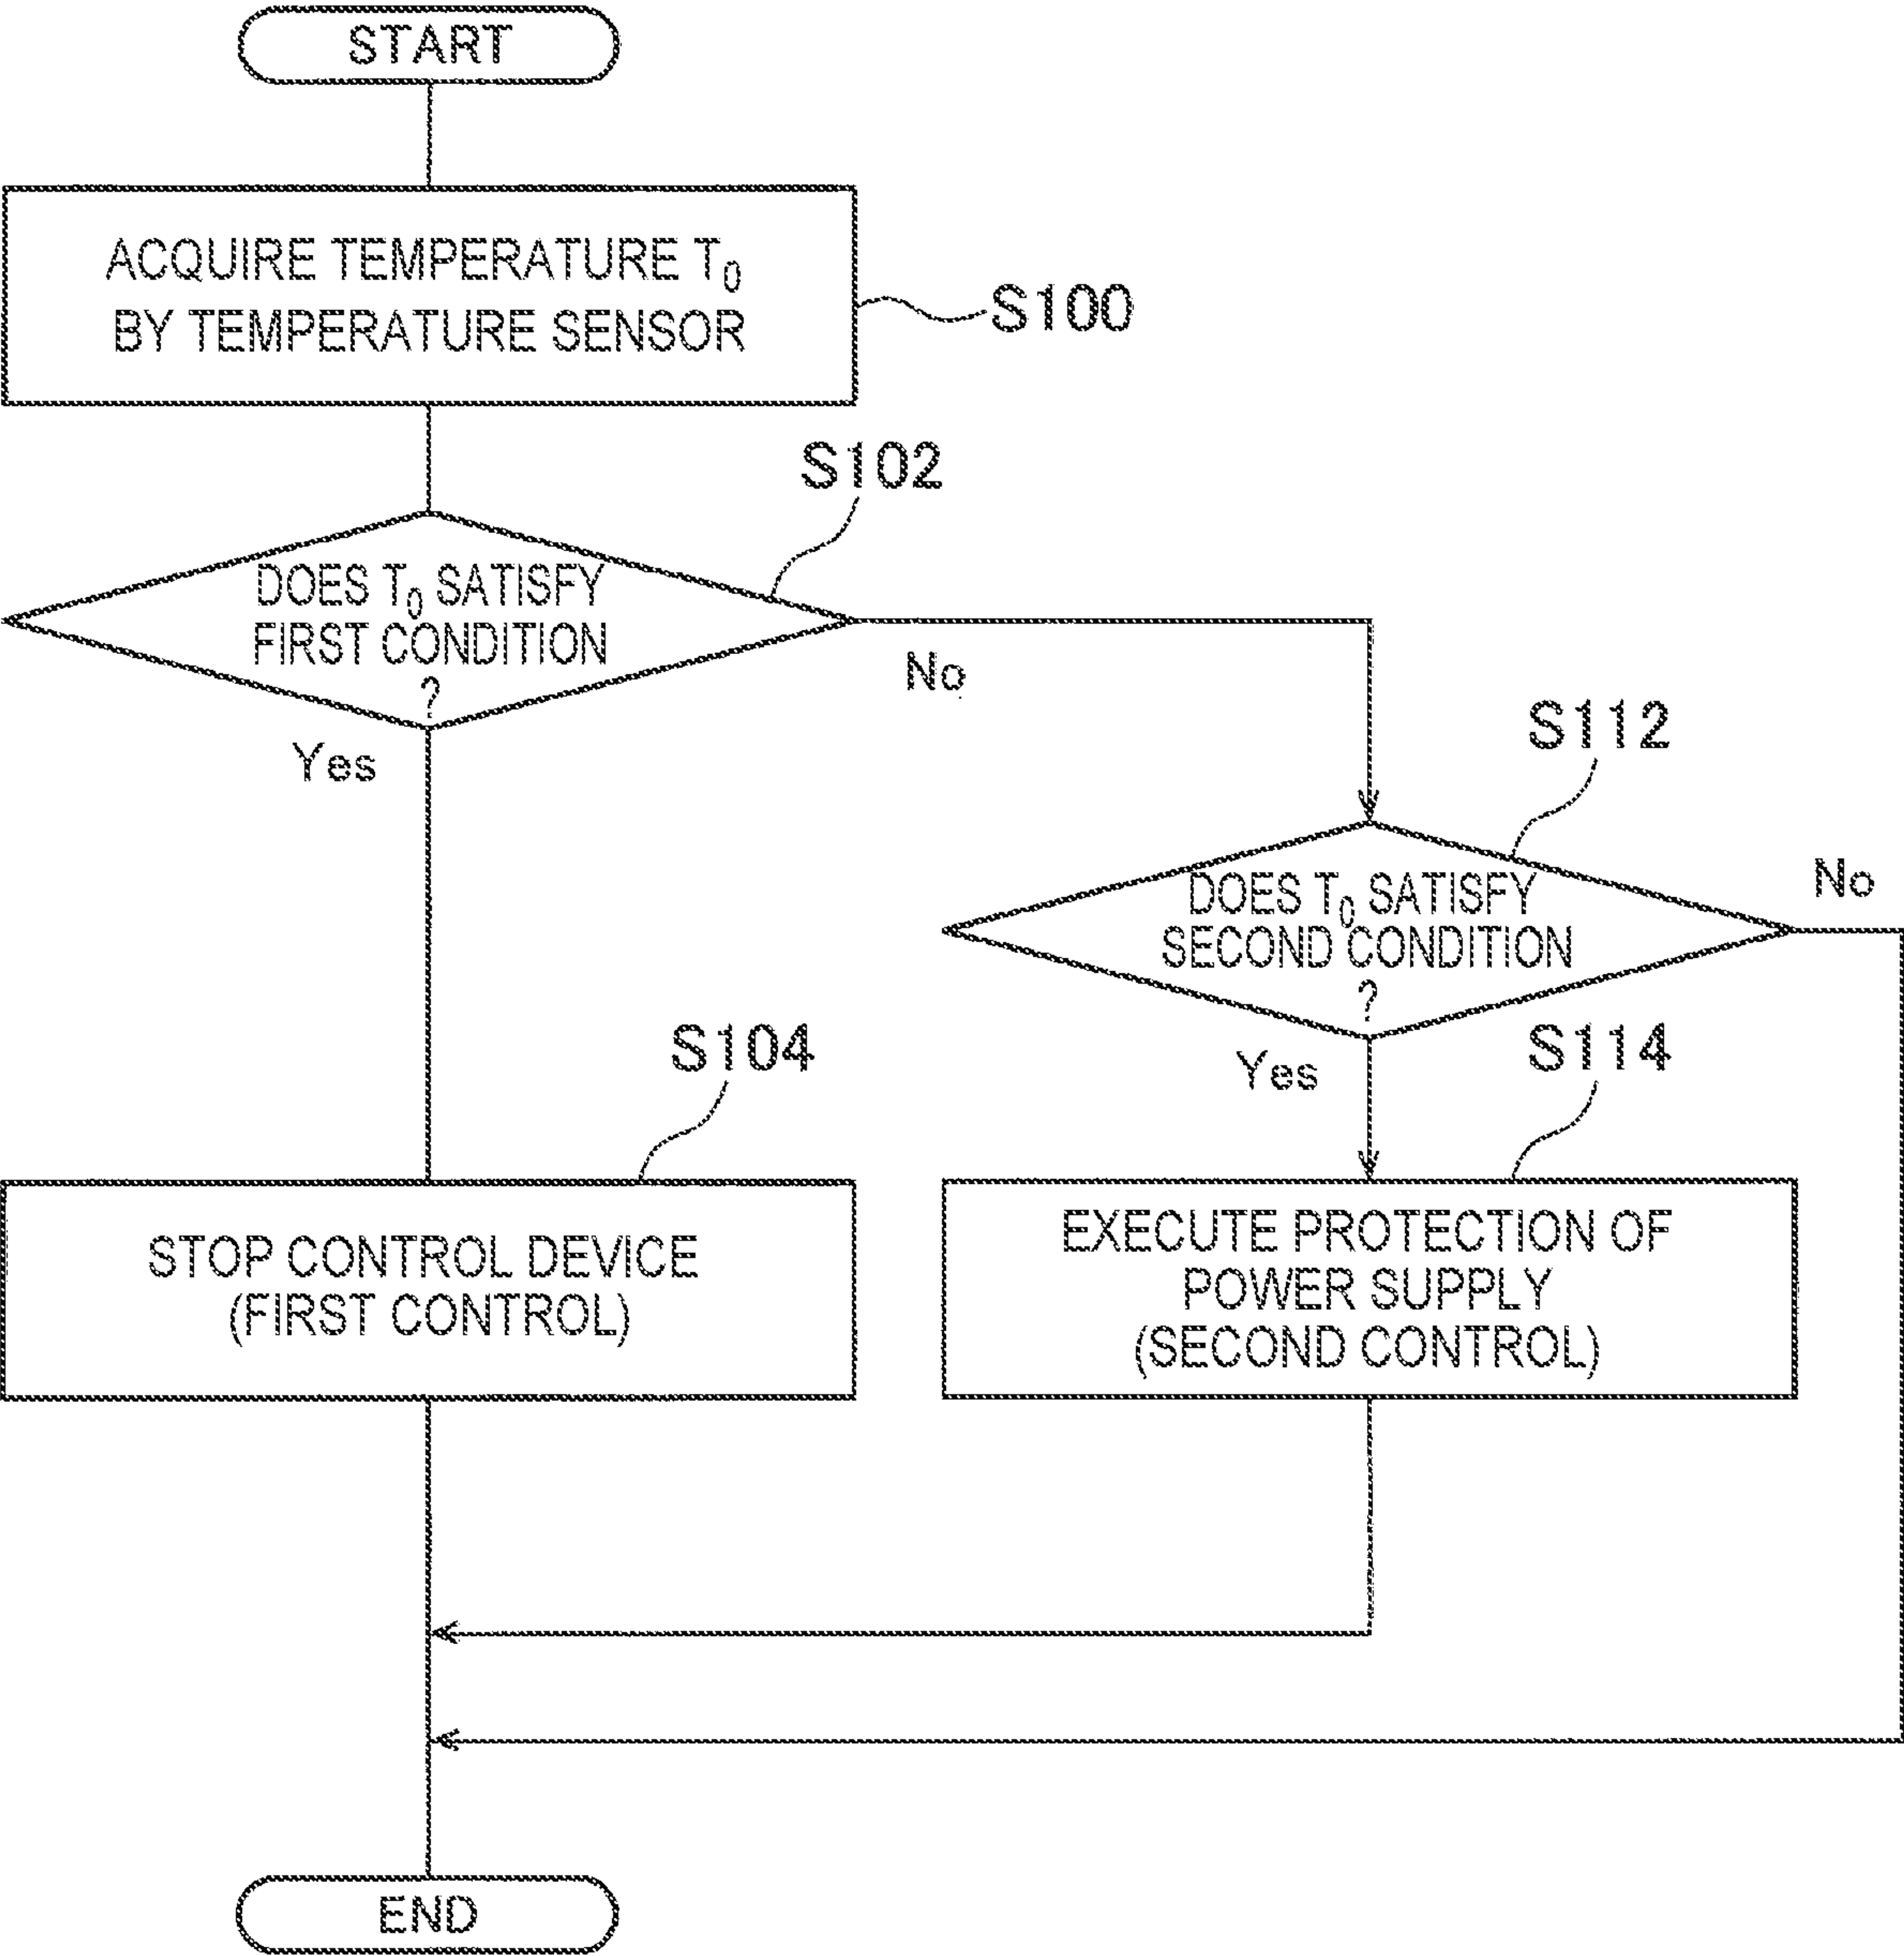 START
ACQUIRE TEMPERATURE T₀
BY TEMPERATURE SENSOR
S100
S102
DOES T₀ SATISFY
FIRST CONDITION
?
No
Yes
S112
DOES T₀ SATISFY
SECOND CONDITION
?
No
Yes
S104
STOP CONTROL DEVICE
(FIRST CONTROL)
S114
EXECUTE PROTECTION OF
POWER SUPPLY
(SECOND CONTROL)
END